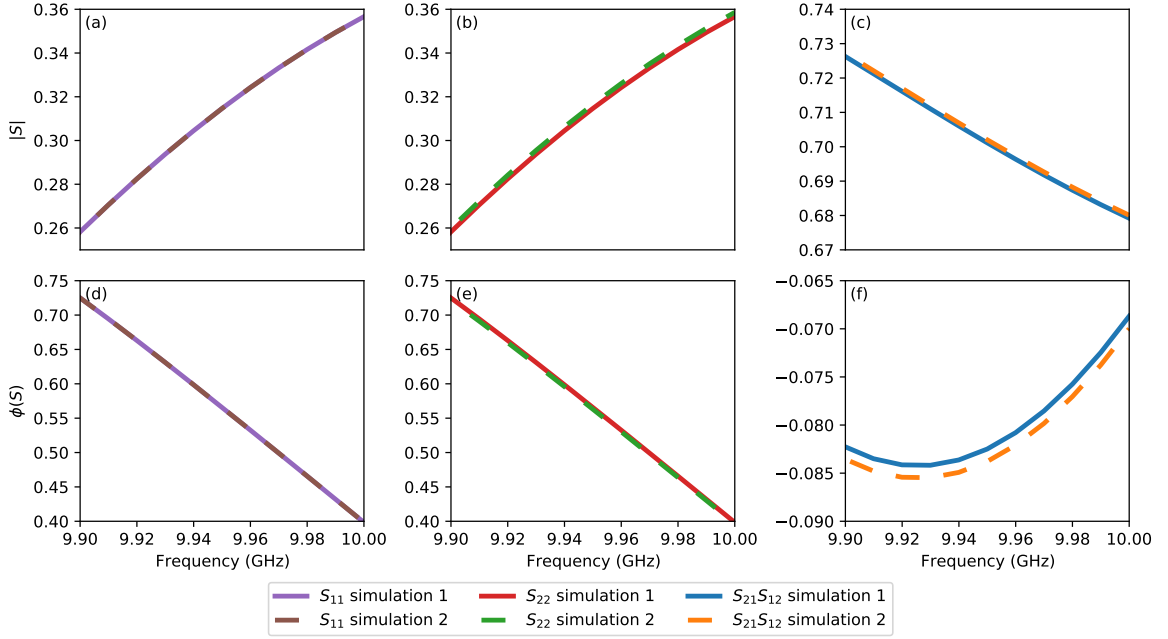 (a)
|S|
0.36
0.34
0.32
0.30
0.28
0.26
(b)
0.36
0.34
0.32
0.30
0.28
0.26
(c)
0.74
0.73
0.72
0.71
0.70
0.69
0.68
0.67
(d)
ϕ(S)
0.75
0.70
0.65
0.60
0.55
0.50
0.45
0.40
9.90 9.92 9.94 9.96 9.98 10.00
Frequency (GHz)
(e)
0.75
0.70
0.65
0.60
0.55
0.50
0.45
0.40
9.90 9.92 9.94 9.96 9.98 10.00
Frequency (GHz)
(f)
−0.065
−0.070
−0.075
−0.080
−0.085
−0.090
9.90 9.92 9.94 9.96 9.98 10.00
Frequency (GHz)
S₁₁ simulation 1
S₁₁ simulation 2
S₂₂ simulation 1
S₂₂ simulation 2
S₂₁S₁₂ simulation 1
S₂₁S₁₂ simulation 2